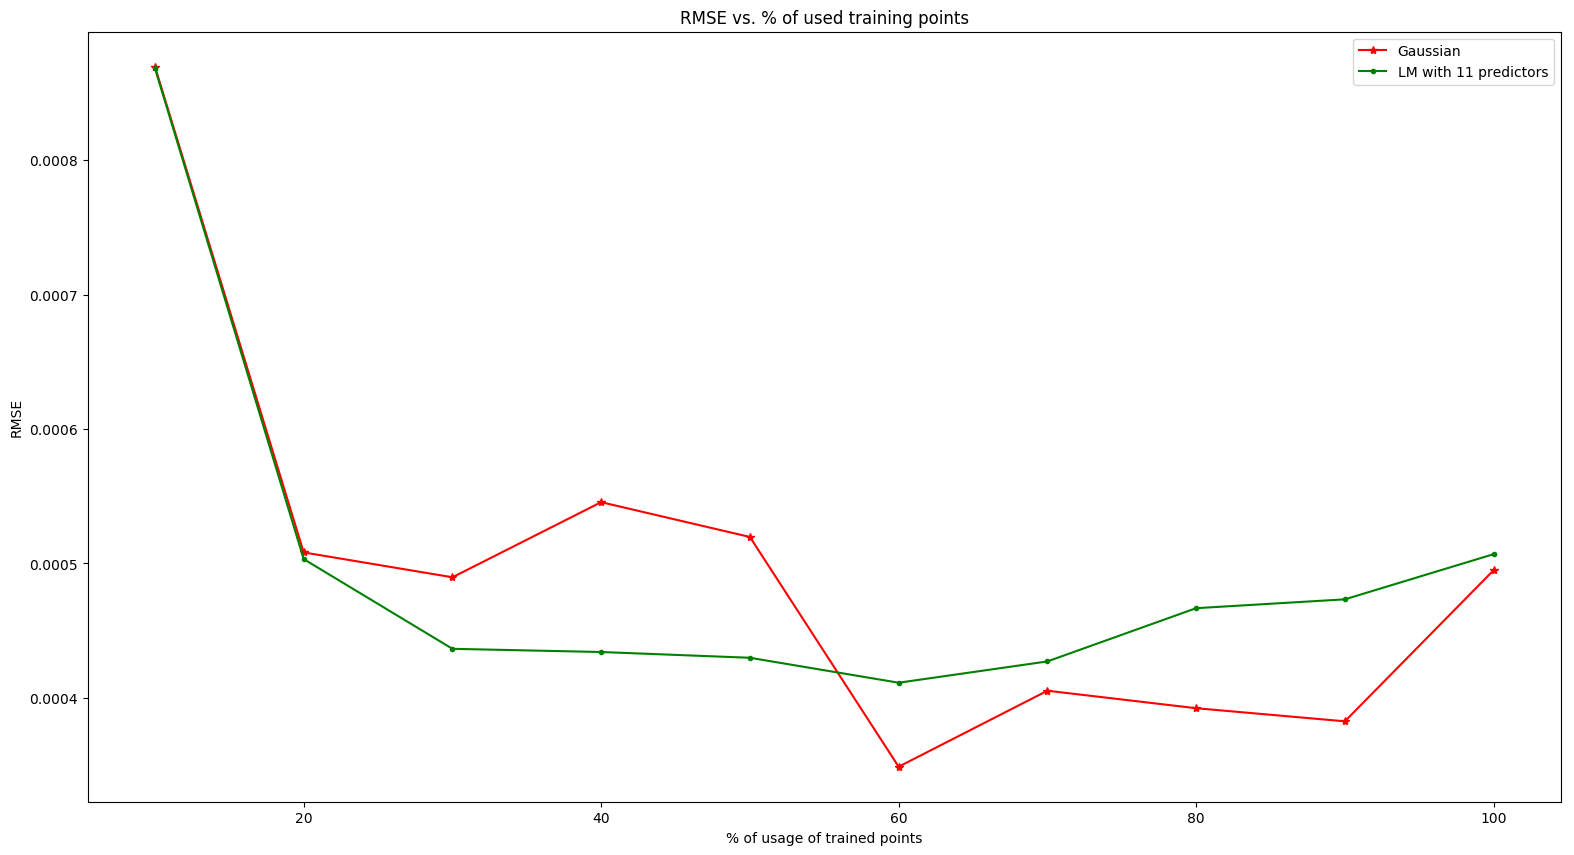 RMSE vs. % of used training points
Gaussian
LM with 11 predictors
0.0008
0.0007
0.0006
0.0005
0.0004
RMSE
20
40
60
80
100
% of usage of trained points